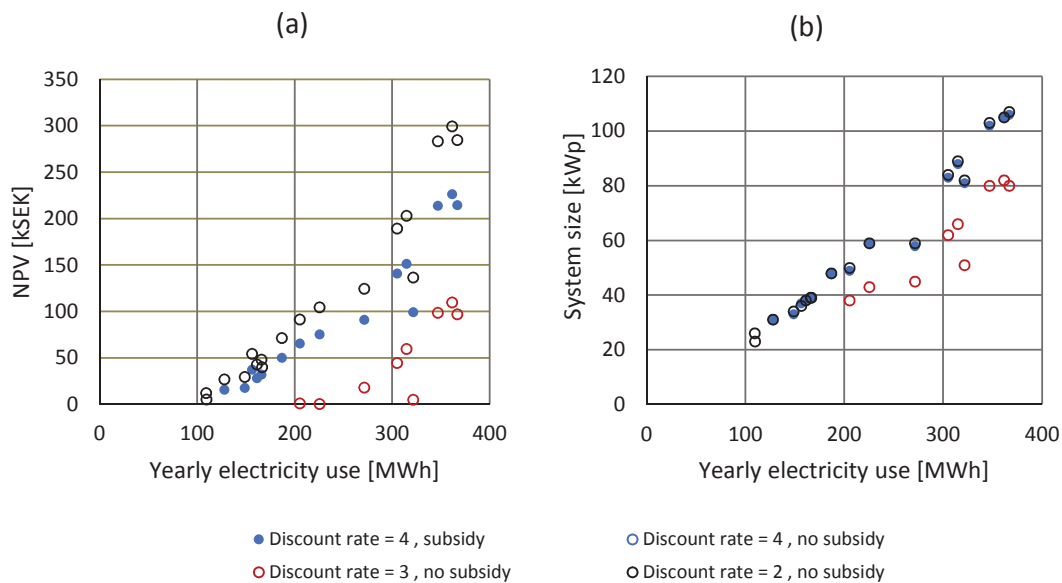 (a)
NPV [kSEK]
350
300
250
200
150
100
50
0
0 100 200 300 400
Yearly electricity use [MWh]
(b)
System size [kWp]
120
100
80
60
40
20
0
0 100 200 300 400
Yearly electricity use [MWh]
Discount rate = 4 , subsidy
Discount rate = 4 , no subsidy
Discount rate = 3 , no subsidy
Discount rate = 2 , no subsidy